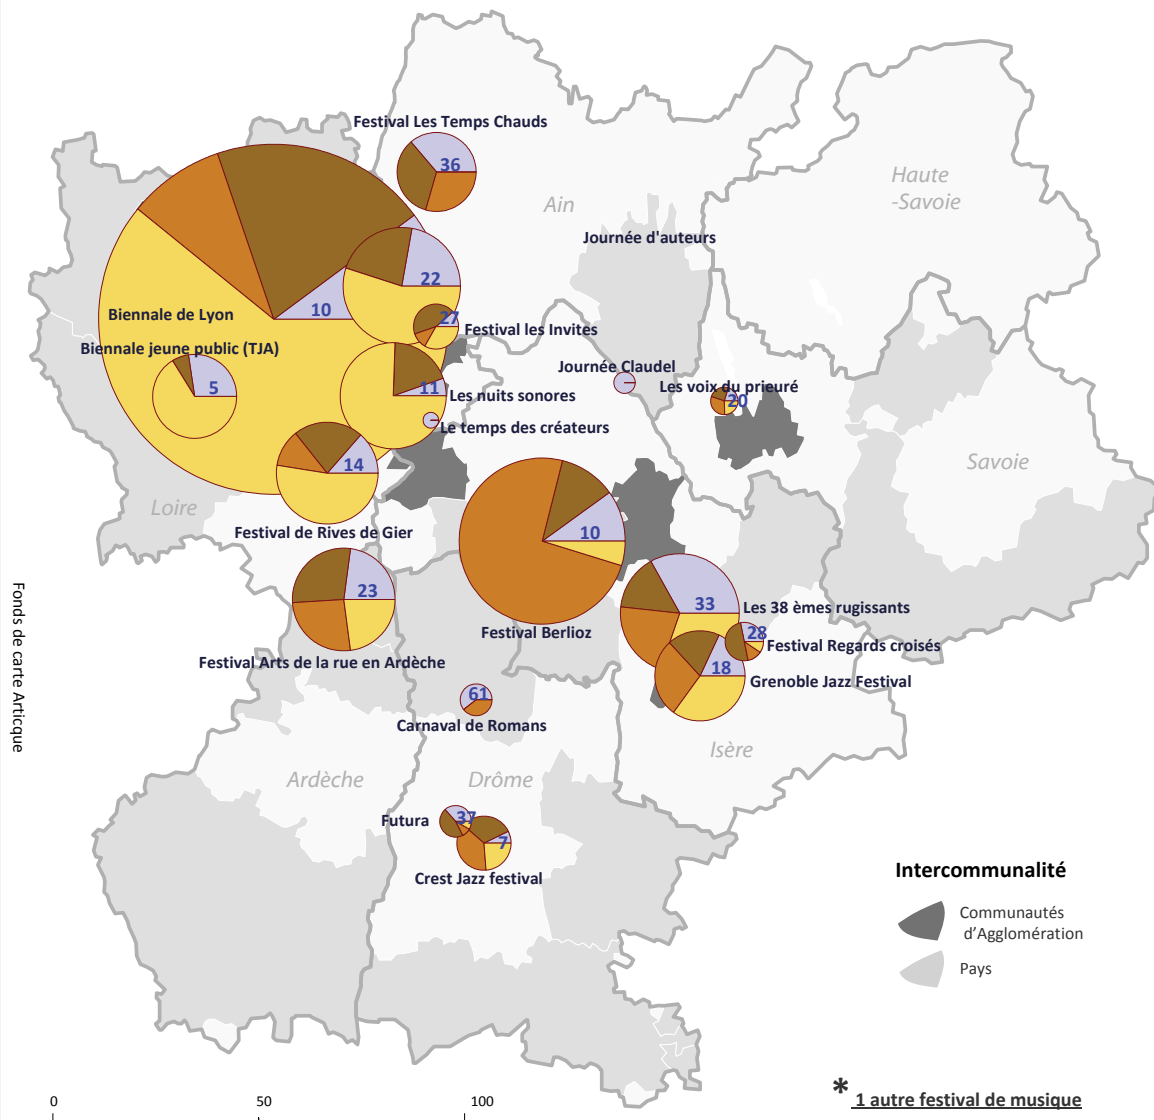 Festival Les Temps Chauds
36
Haute
-Savoie
Ain
Journée d'auteurs
22
10
Biennale de Lyon
27
Festival les Invites
Biennale jeune public (TJA)
Journée Claudel
5
11
Les nuits sonores
Les voix du prieuré
20
Le temps des créateurs
14
Savoie
Loire
Festival de Rives de Gier
10
23
33
Les 38 èmes rugissants
Festival Berlioz
28
Festival Regards croisés
Festival Arts de la rue en Ardèche
18
Grenoble Jazz Festival
61
Carnaval de Romans
Isère
Ardèche
Drôme
Futura
37
7
Crest Jazz festival
Fonds de carte Articque
Intercommunalité
Communautés
d'Agglomération
Pays
0
50
100
* 1 autre festival de musique